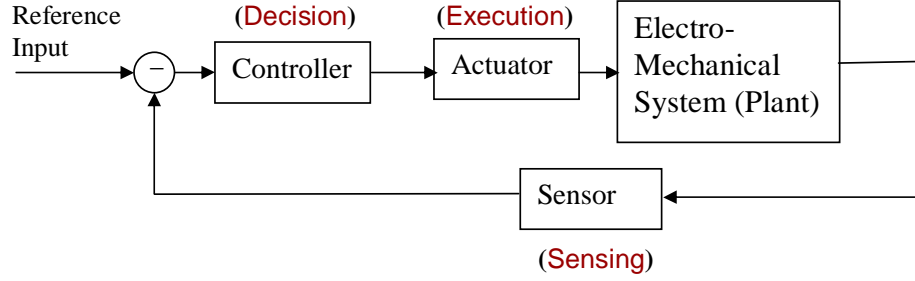 Reference
Input
(Decision)
(Execution)
−
Controller
Actuator
Electro-
Mechanical
System (Plant)
Sensor
(Sensing)